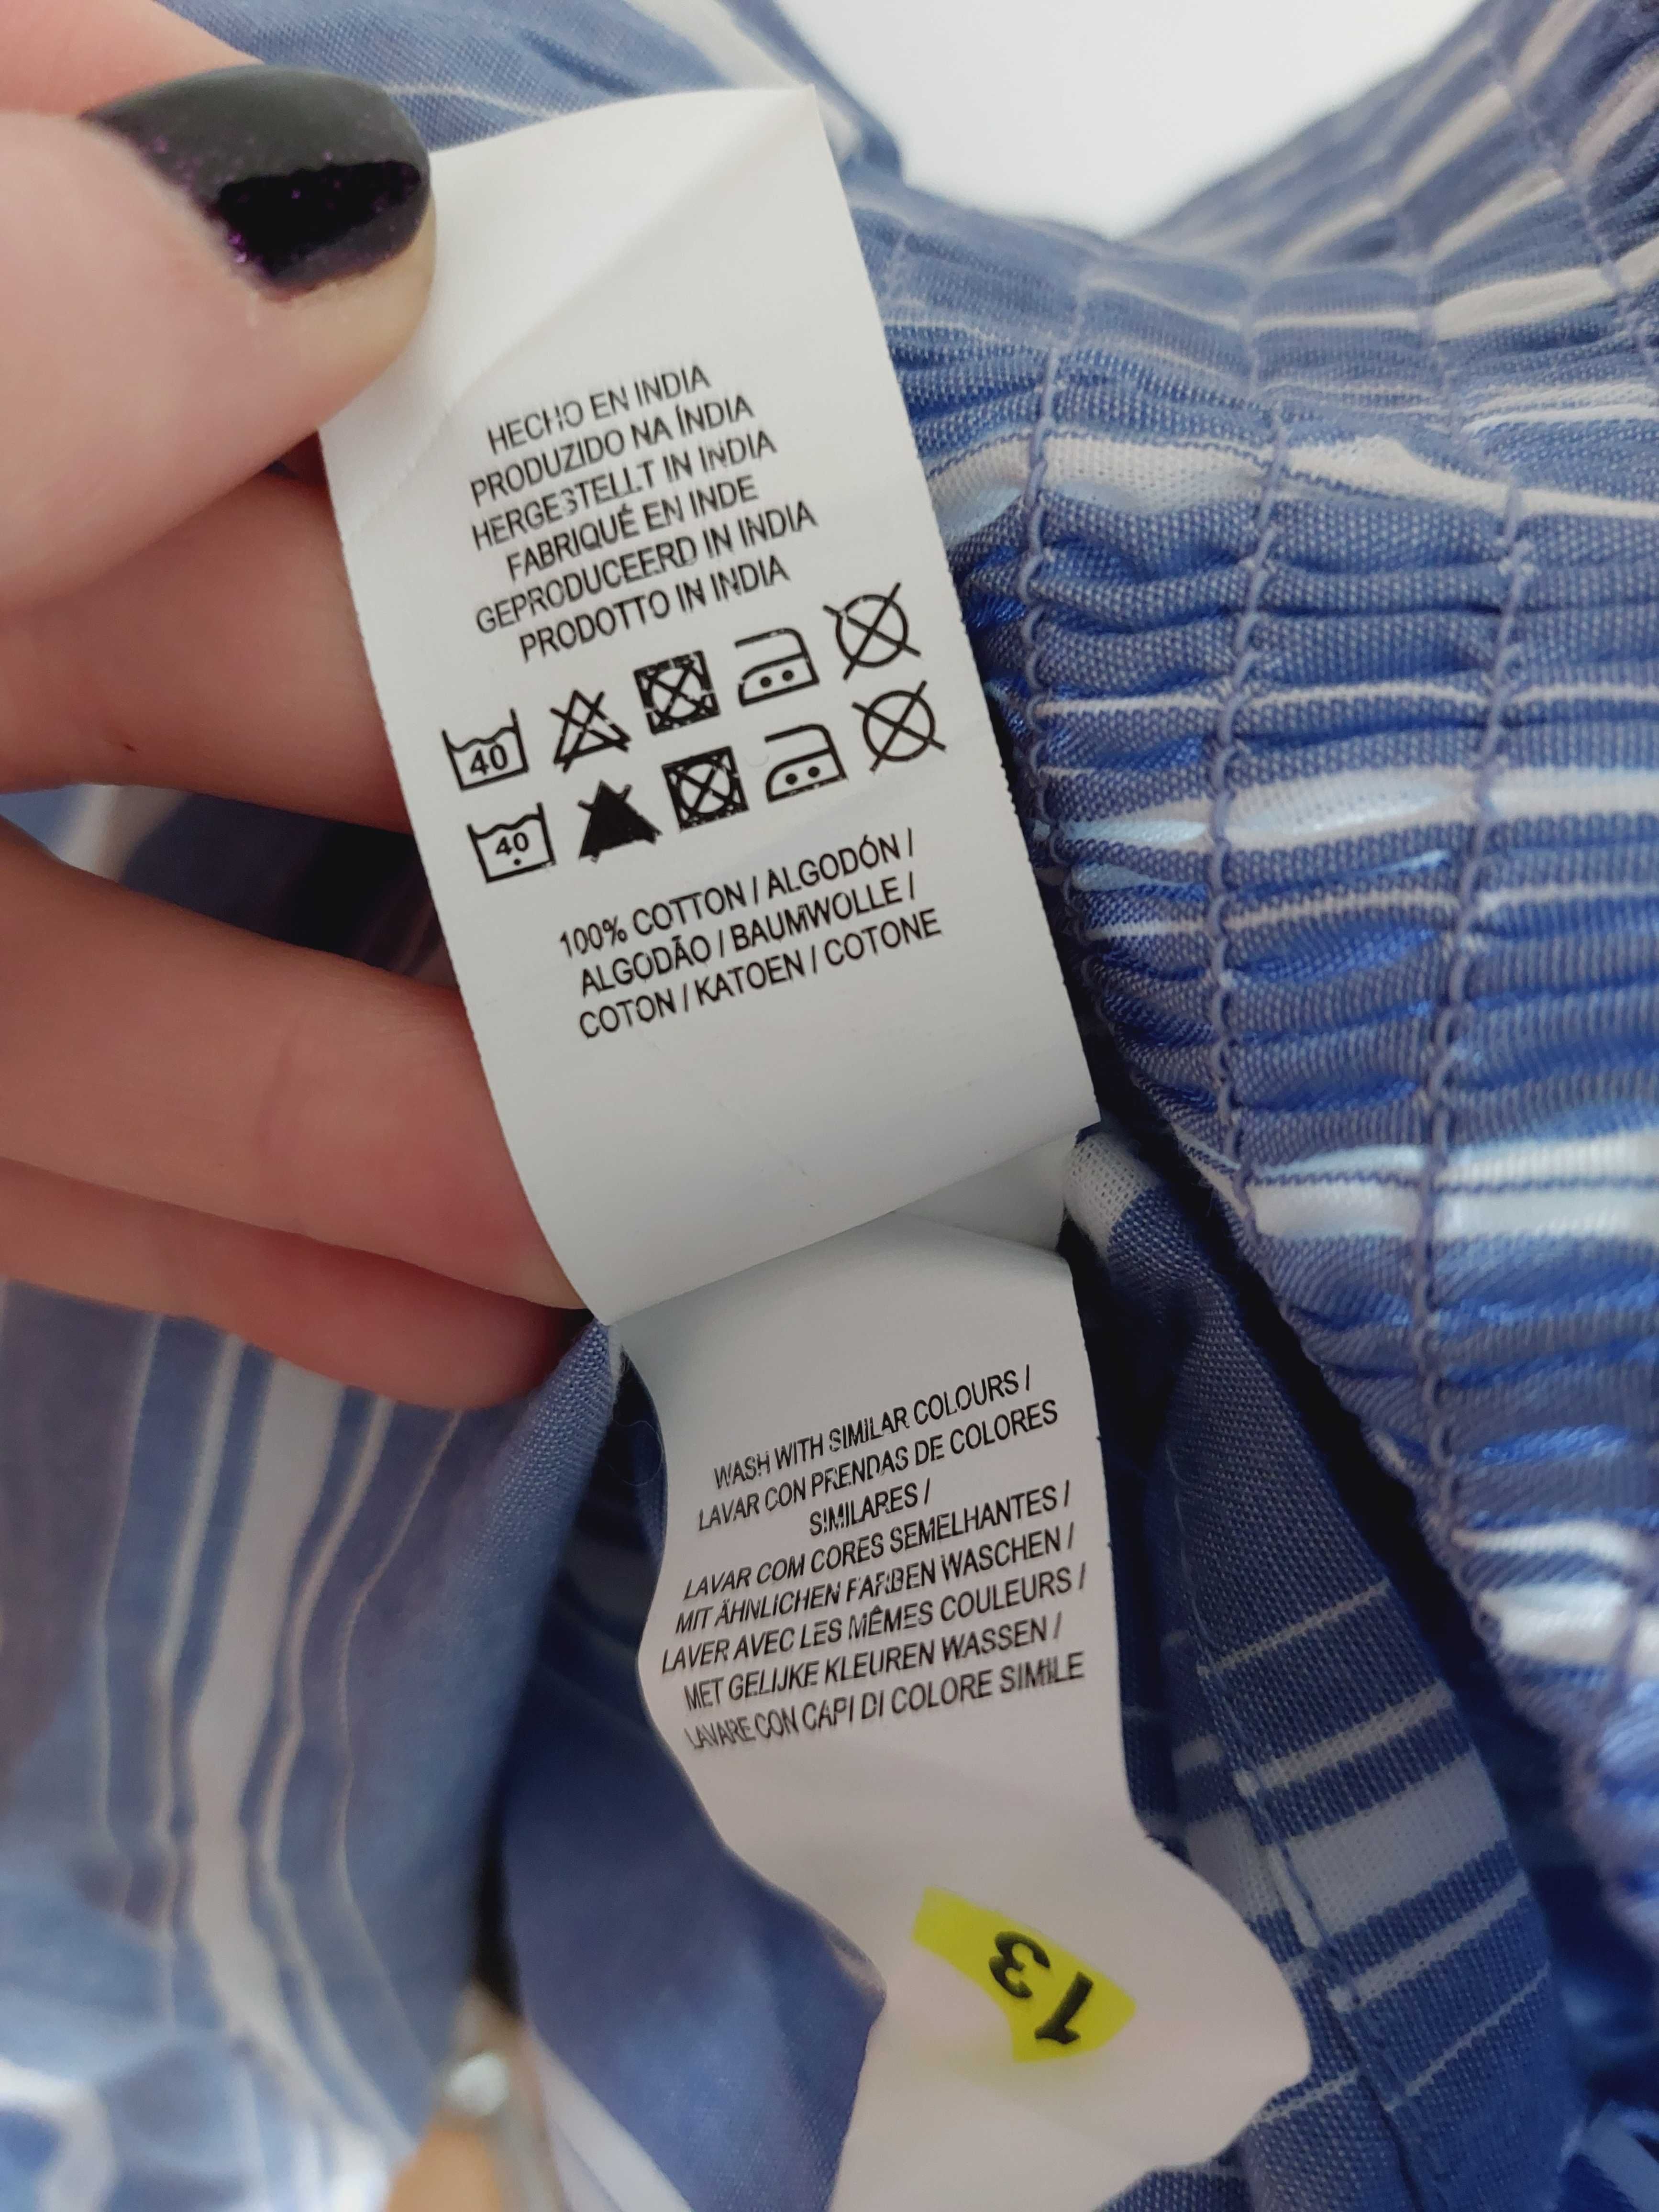 HECHO EN INDIA
PRODUZIDO NA ÍNDIA
HERGESTELLT IN INDIA
FABRIQUÉ EN INDE
GEPRODUCEERD IN INDIA
PRODOTTO IN INDIA
40
40
100% COTTON / ALGODÓN /
ALGODÃO / BAUMWOLLE /
COTON / KATOEN / COTONE
WASH WITH SIMILAR COLOURS /
LAVAR CON PRENDAS DE COLORES
SIMILARES /
LAVAR COM CORES SEMELHANTES /
MIT ÄHNLICHEN FARBEN WASCHEN /
LAVER AVEC LES MÊMES COULEURS /
MET GELIJKE KLEUREN WASSEN /
LAVARE CON CAPI DI COLORE SIMILE
13